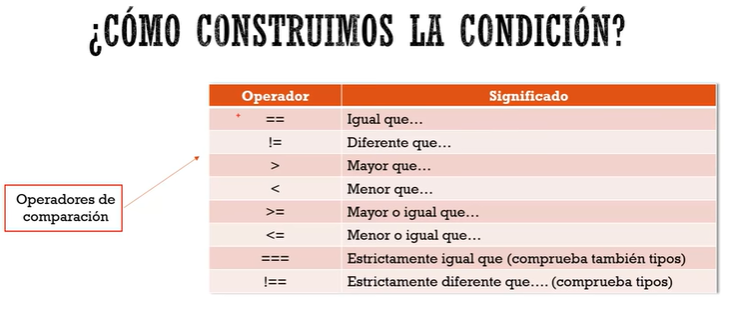 ¿CÓMO CONSTRUIMOS LA CONDICIÓN?
Operador Significado
== Igual que...
!= Diferente que...
> Mayor que...
< Menor que...
>= Mayor o igual que...
<= Menor o igual que...
=== Estrictamente igual que (comprueba también tipos)
!== Estrictamente diferente que.... (comprueba tipos)
Operadores de
comparación